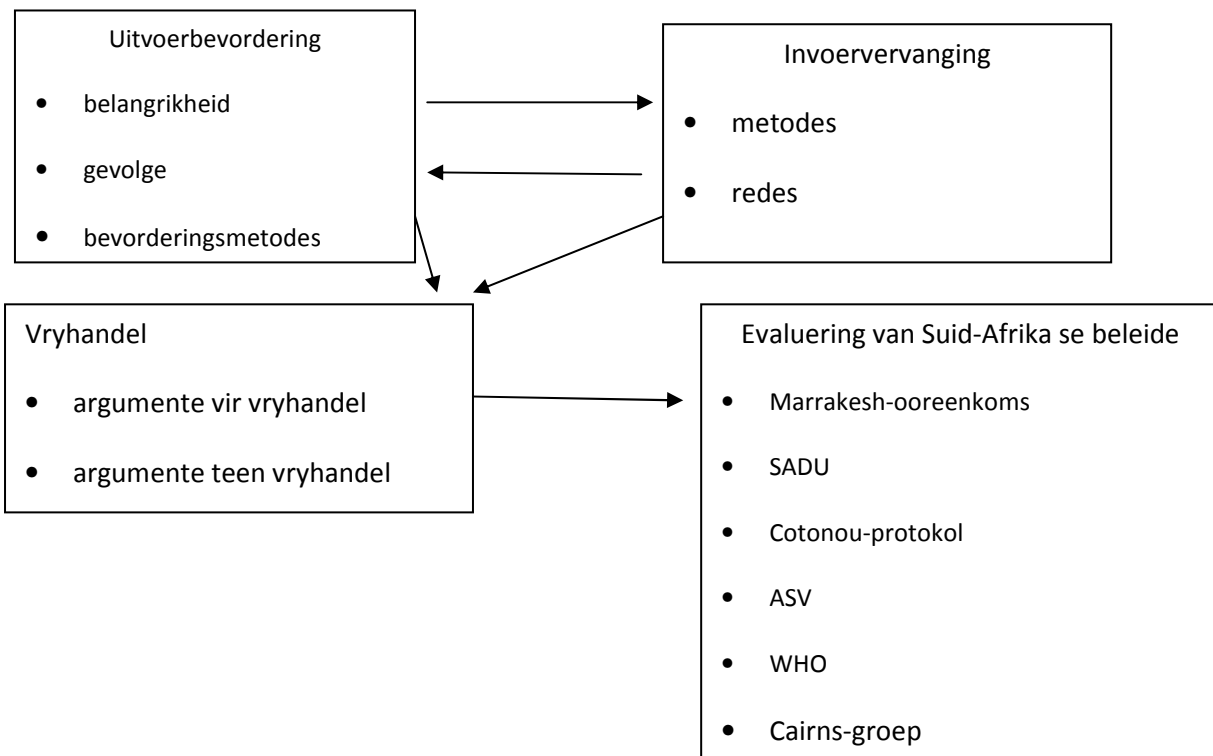 Uitvoerbevordering
• belangrikheid
• gevolge
• bevorderingsmetodes
Invoervervanging
• metodes
• redes
Vryhandel
• argumente vir vryhandel
• argumente teen vryhandel
Evaluering van Suid-Afrika se beleide
• Marrakesh-ooreenkoms
• SADU
• Cotonou-protokol
• ASV
• WHO
• Cairns-groep